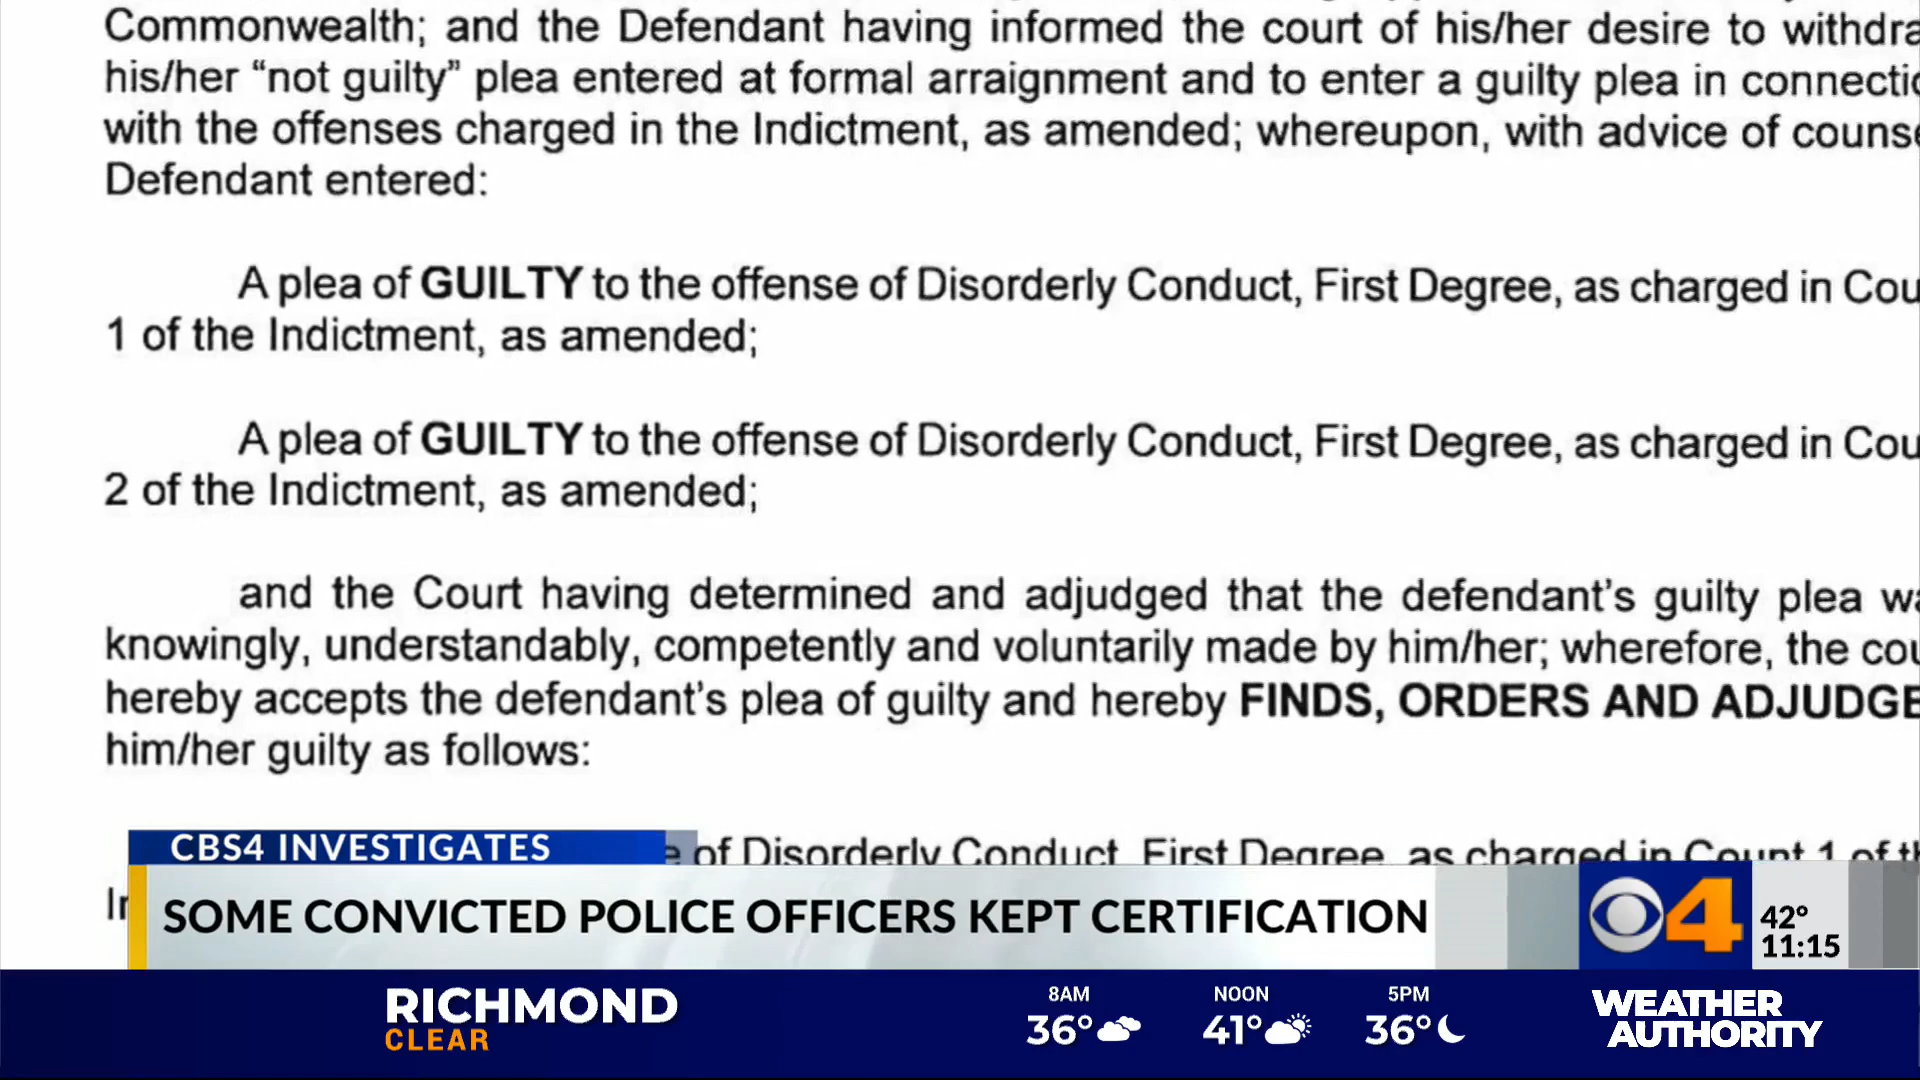 Commonwealth; and the Defendant having informed the court of his/her desire to withdra
his/her “not guilty” plea entered at formal arraignment and to enter a guilty plea in connectio
with the offenses charged in the Indictment, as amended; whereupon, with advice of counse
Defendant entered:
A plea of GUILTY to the offense of Disorderly Conduct, First Degree, as charged in Cou
1 of the Indictment, as amended;
A plea of GUILTY to the offense of Disorderly Conduct, First Degree, as charged in Cou
2 of the Indictment, as amended;
and the Court having determined and adjudged that the defendant’s guilty plea wa
knowingly, understandably, competently and voluntarily made by him/her; wherefore, the cou
hereby accepts the defendant’s plea of guilty and hereby FINDS, ORDERS AND ADJUDGE
him/her guilty as follows:
of Disorderly Conduct, First Degree, as charged in Count 1 of th
CBS4 INVESTIGATES
SOME CONVICTED POLICE OFFICERS KEPT CERTIFICATION
4
42°
11:15
RICHMOND
CLEAR
8AM
36°
NOON
41°
5PM
36°
WEATHER
AUTHORITY